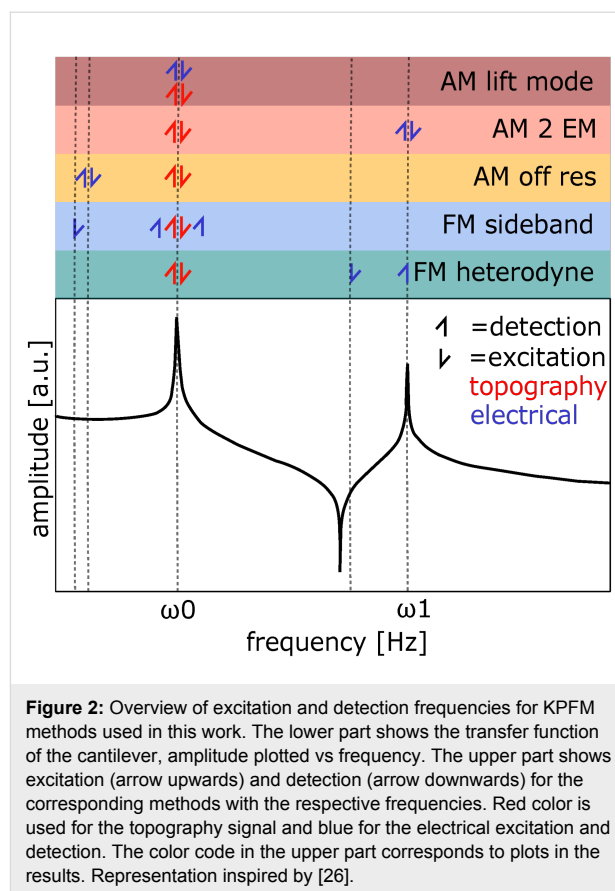 AM lift mode
AM 2 EM
AM off res
FM sideband
FM heterodyne
=detection
=excitation
topography
electrical
amplitude [a.u.]
ω0 ω1
frequency [Hz]
Figure 2: Overview of excitation and detection frequencies for KPFM
methods used in this work. The lower part shows the transfer function
of the cantilever, amplitude plotted vs frequency. The upper part shows
excitation (arrow upwards) and detection (arrow downwards) for the
corresponding methods with the respective frequencies. Red color is
used for the topography signal and blue for the electrical excitation and
detection. The color code in the upper part corresponds to plots in the
results. Representation inspired by [26].